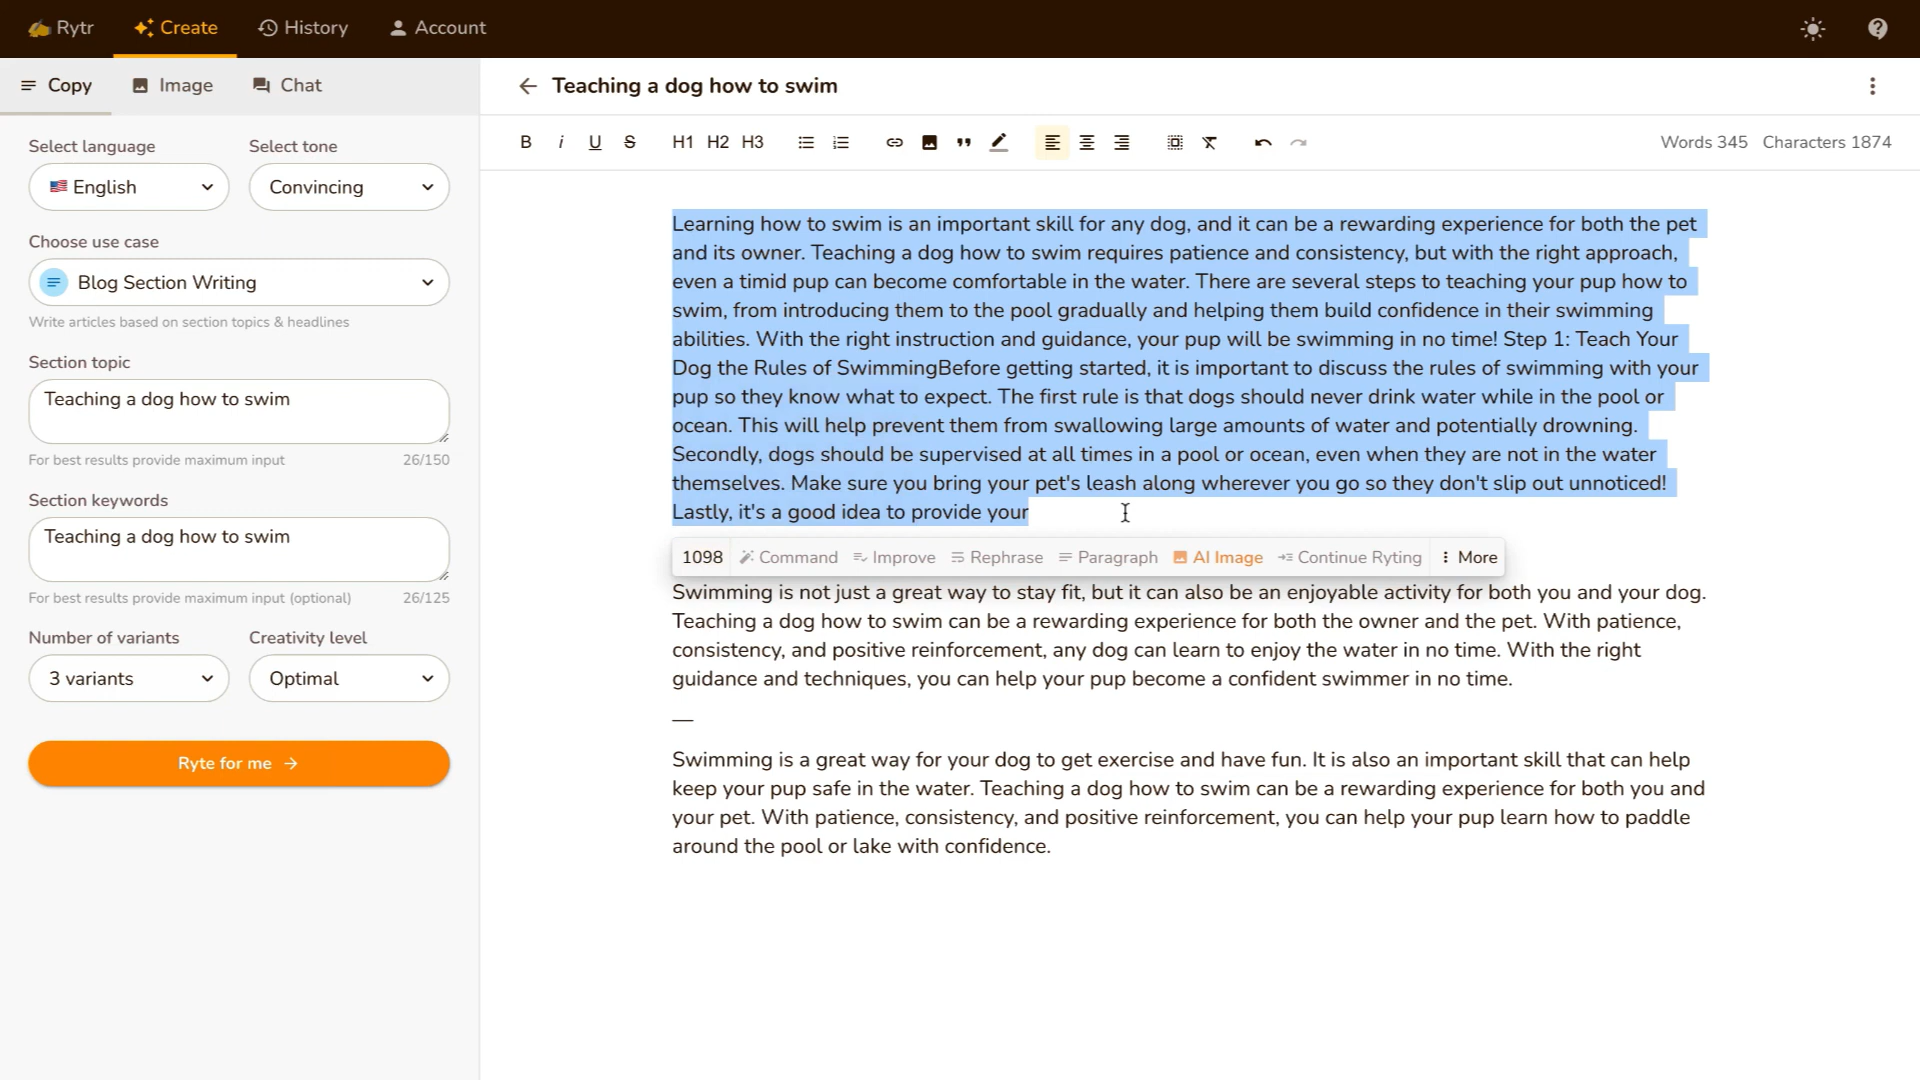 Rytr
Create
History
Account
Copy
Image
Chat
Select language
Select tone
English
Convincing
Choose use case
Blog Section Writing
Write articles based on section topics & headlines
Section topic
Teaching a dog how to swim
For best results provide maximum input 26/150
Section keywords
Teaching a dog how to swim
For best results provide maximum input (optional) 26/125
Number of variants
Creativity level
3 variants
Optimal
Ryte for me
Teaching a dog how to swim
B i U S H1 H2 H3
Words 345 Characters 1874
Learning how to swim is an important skill for any dog, and it can be a rewarding experience for both the pet
and its owner. Teaching a dog how to swim requires patience and consistency, but with the right approach,
even a timid pup can become comfortable in the water. There are several steps to teaching your pup how to
swim, from introducing them to the pool gradually and helping them build confidence in their swimming
abilities. With the right instruction and guidance, your pup will be swimming in no time! Step 1: Teach Your
Dog the Rules of SwimmingBefore getting started, it is important to discuss the rules of swimming with your
pup so they know what to expect. The first rule is that dogs should never drink water while in the pool or
ocean. This will help prevent them from swallowing large amounts of water and potentially drowning.
Secondly, dogs should be supervised at all times in a pool or ocean, even when they are not in the water
themselves. Make sure you bring your pet's leash along wherever you go so they don't slip out unnoticed!
Lastly, it's a good idea to provide your
1098 Command Improve Rephrase Paragraph AI Image Continue Ryting More
Swimming is not just a great way to stay fit, but it can also be an enjoyable activity for both you and your dog.
Teaching a dog how to swim can be a rewarding experience for both the owner and the pet. With patience,
consistency, and positive reinforcement, any dog can learn to enjoy the water in no time. With the right
guidance and techniques, you can help your pup become a confident swimmer in no time.
—
Swimming is a great way for your dog to get exercise and have fun. It is also an important skill that can help
keep your pup safe in the water. Teaching a dog how to swim can be a rewarding experience for both you and
your pet. With patience, consistency, and positive reinforcement, you can help your pup learn how to paddle
around the pool or lake with confidence.